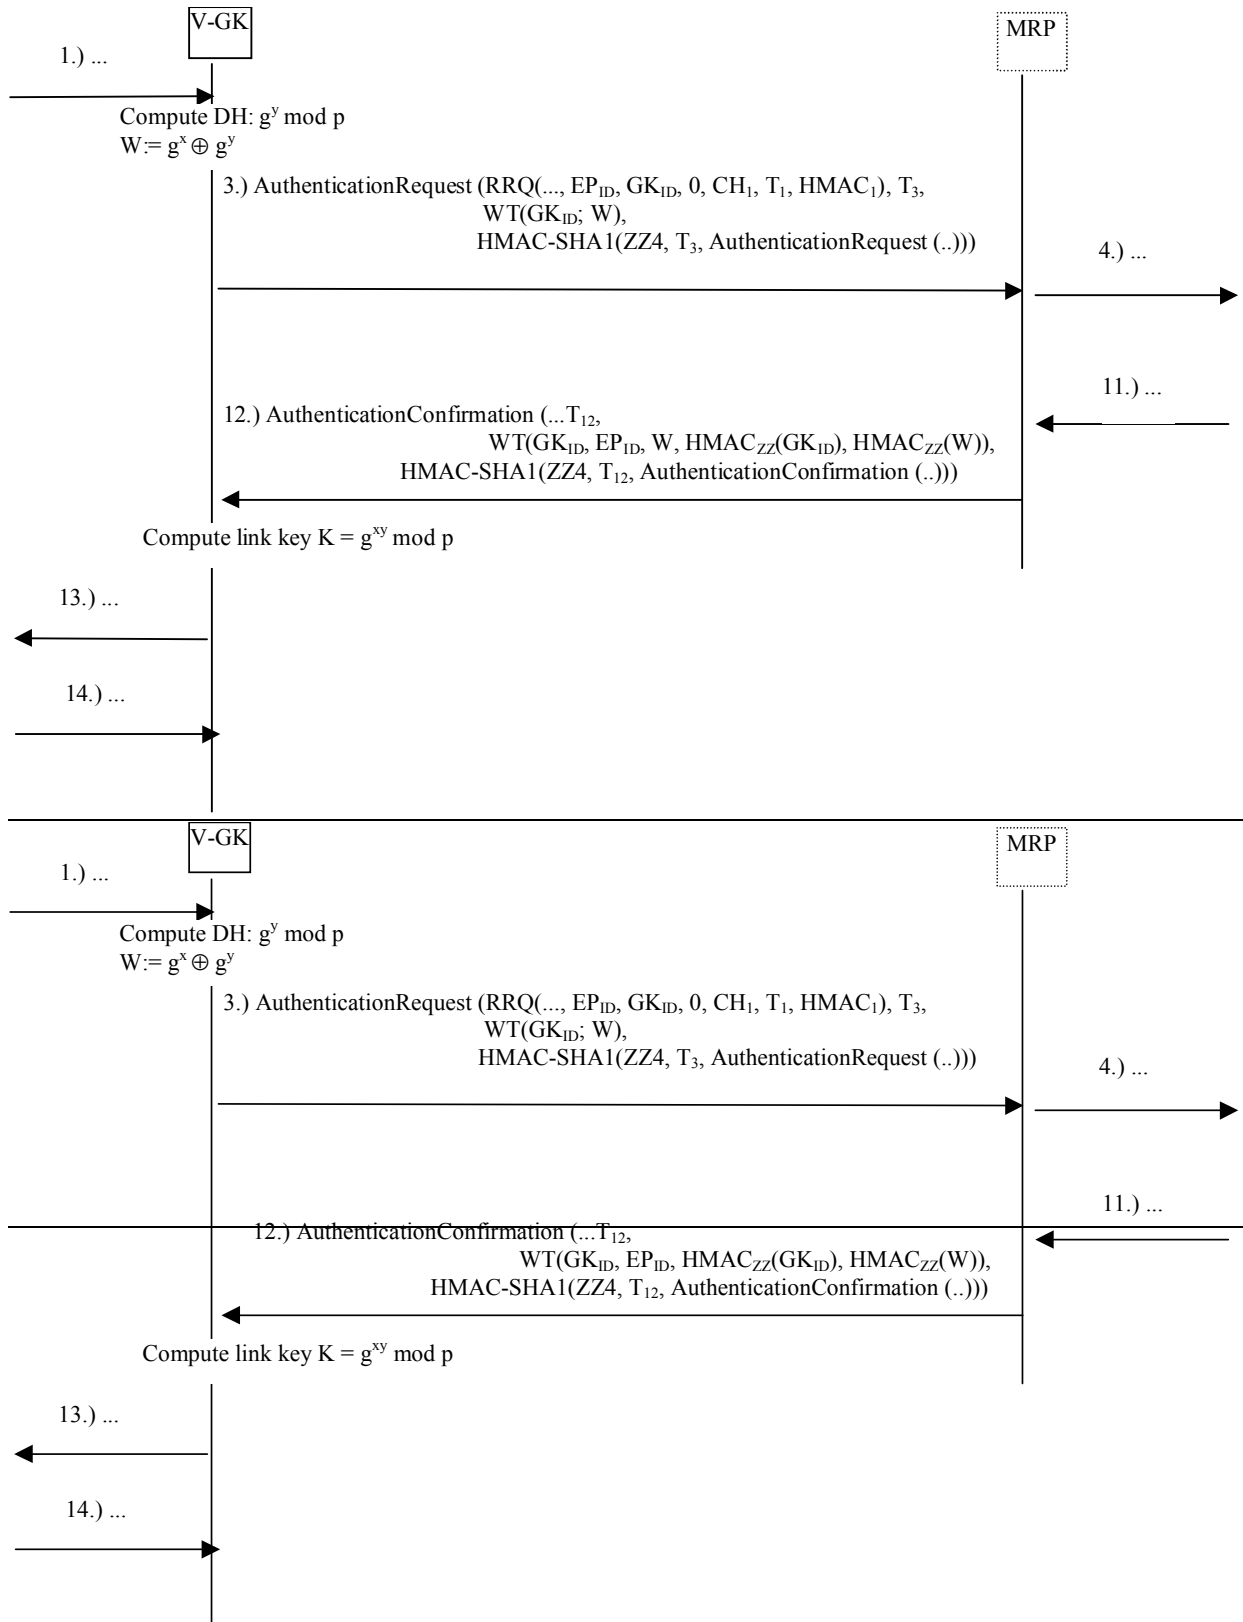 V-GK
MRP
1.) ...
Compute DH: gʸ mod p
W:= gˣ ⊕ gʸ
3.) AuthenticationRequest (RRQ(..., EP_ID, GK_ID, 0, CH₁, T₁, HMAC₁), T₃,
WT(GK_ID; W),
HMAC-SHA1(ZZ4, T₃, AuthenticationRequest (..)))
4.) ...
11.) ...
12.) AuthenticationConfirmation (...T₁₂,
WT(GK_ID, EP_ID, W, HMAC_ZZ(GK_ID), HMAC_ZZ(W)),
HMAC-SHA1(ZZ4, T₁₂, AuthenticationConfirmation (..)))
Compute link key K = gˣʸ mod p
13.) ...
14.) ...
V-GK
MRP
1.) ...
Compute DH: gʸ mod p
W:= gˣ ⊕ gʸ
3.) AuthenticationRequest (RRQ(..., EP_ID, GK_ID, 0, CH₁, T₁, HMAC₁), T₃,
WT(GK_ID; W),
HMAC-SHA1(ZZ4, T₃, AuthenticationRequest (..)))
4.) ...
11.) ...
12.) AuthenticationConfirmation (...T₁₂,
WT(GK_ID, EP_ID, HMAC_ZZ(GK_ID), HMAC_ZZ(W)),
HMAC-SHA1(ZZ4, T₁₂, AuthenticationConfirmation (..)))
Compute link key K = gˣʸ mod p
13.) ...
14.) ...